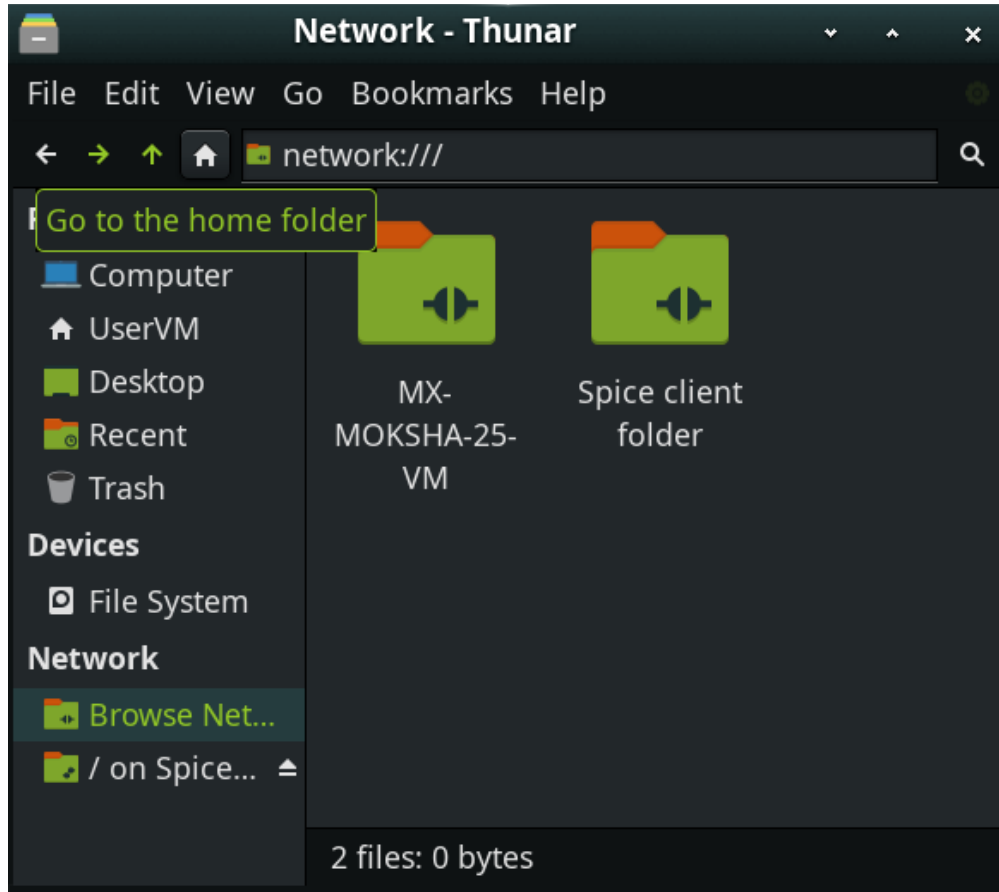 Network - Thunar
File Edit View Go Bookmarks Help
network:///
Go to the home folder
Computer
UserVM
Desktop
Recent
Trash
Devices
File System
Network
Browse Net...
/ on Spice...
MX-
MOKSHA-25-
VM
Spice client
folder
2 files: 0 bytes